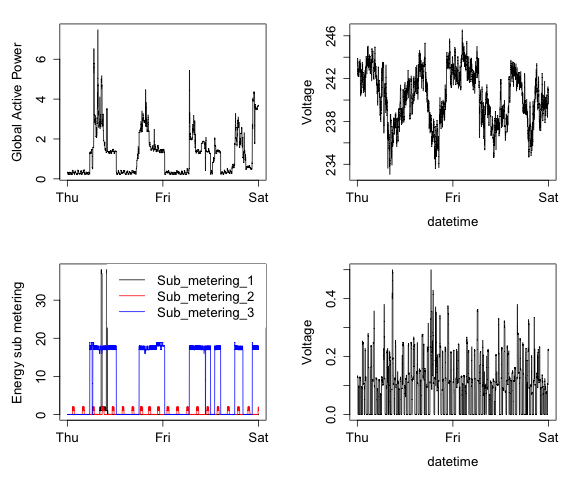 Global Active Power
0 2 4 6
Thu Fri Sat
Voltage
234 238 242 246
Thu Fri Sat
datetime
Energy sub metering
0 10 20 30
Sub_metering_1
Sub_metering_2
Sub_metering_3
Thu Fri Sat
Voltage
0.0 0.2 0.4
Thu Fri Sat
datetime